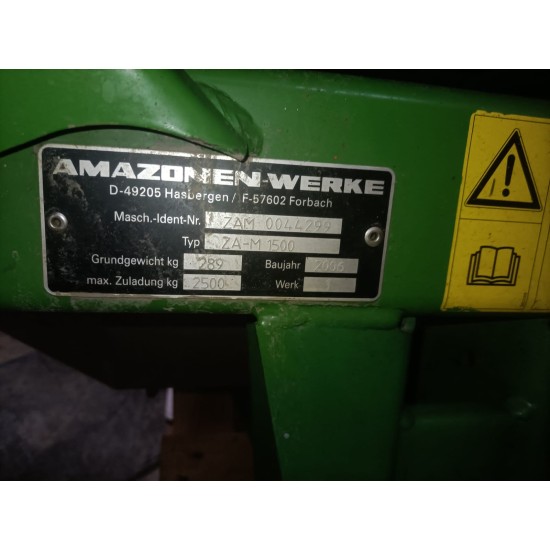 AMAZONEN-WERKE
D-49205 Hasbergen / F-57602 Forbach
Masch.-Ident-Nr. ZAM 0044299
Typ ZA-M 1500
Grundgewicht kg 289 Baujahr
max. Zuladung kg 2500 Werk 1